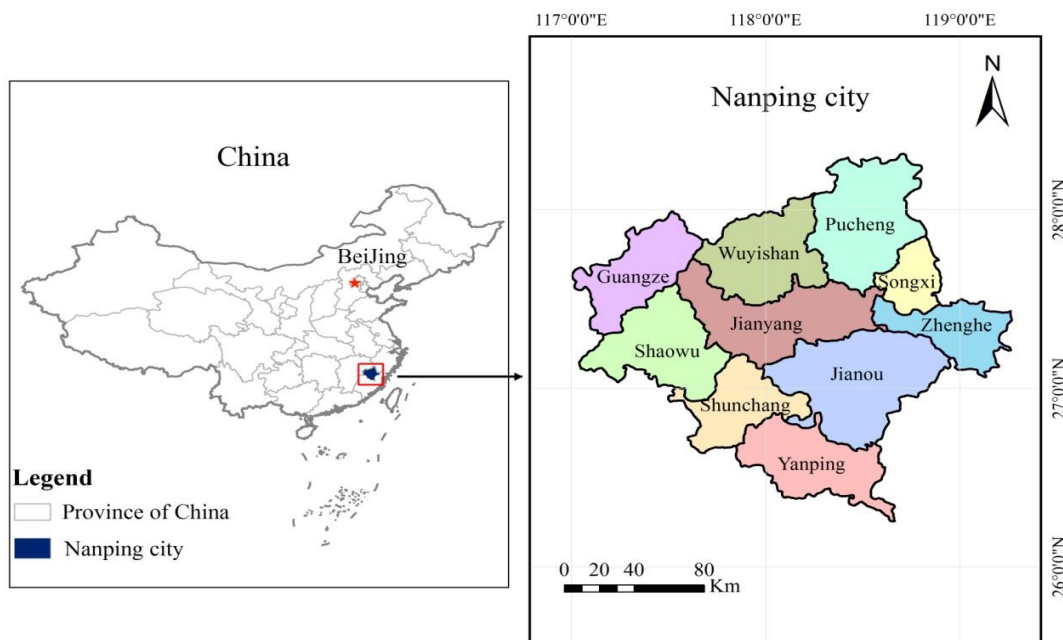 China
BeiJing
Legend
Province of China
Nanping city
117°0'0"E 118°0'0"E 119°0'0"E
Nanping city
N
28°0'0"N
27°0'0"N
26°0'0"N
Pucheng
Wuyishan
Guangze
Songxi
Jianyang
Zhenghe
Shaowu
Jianou
Shunchang
Yanping
0 20 40 80
Km